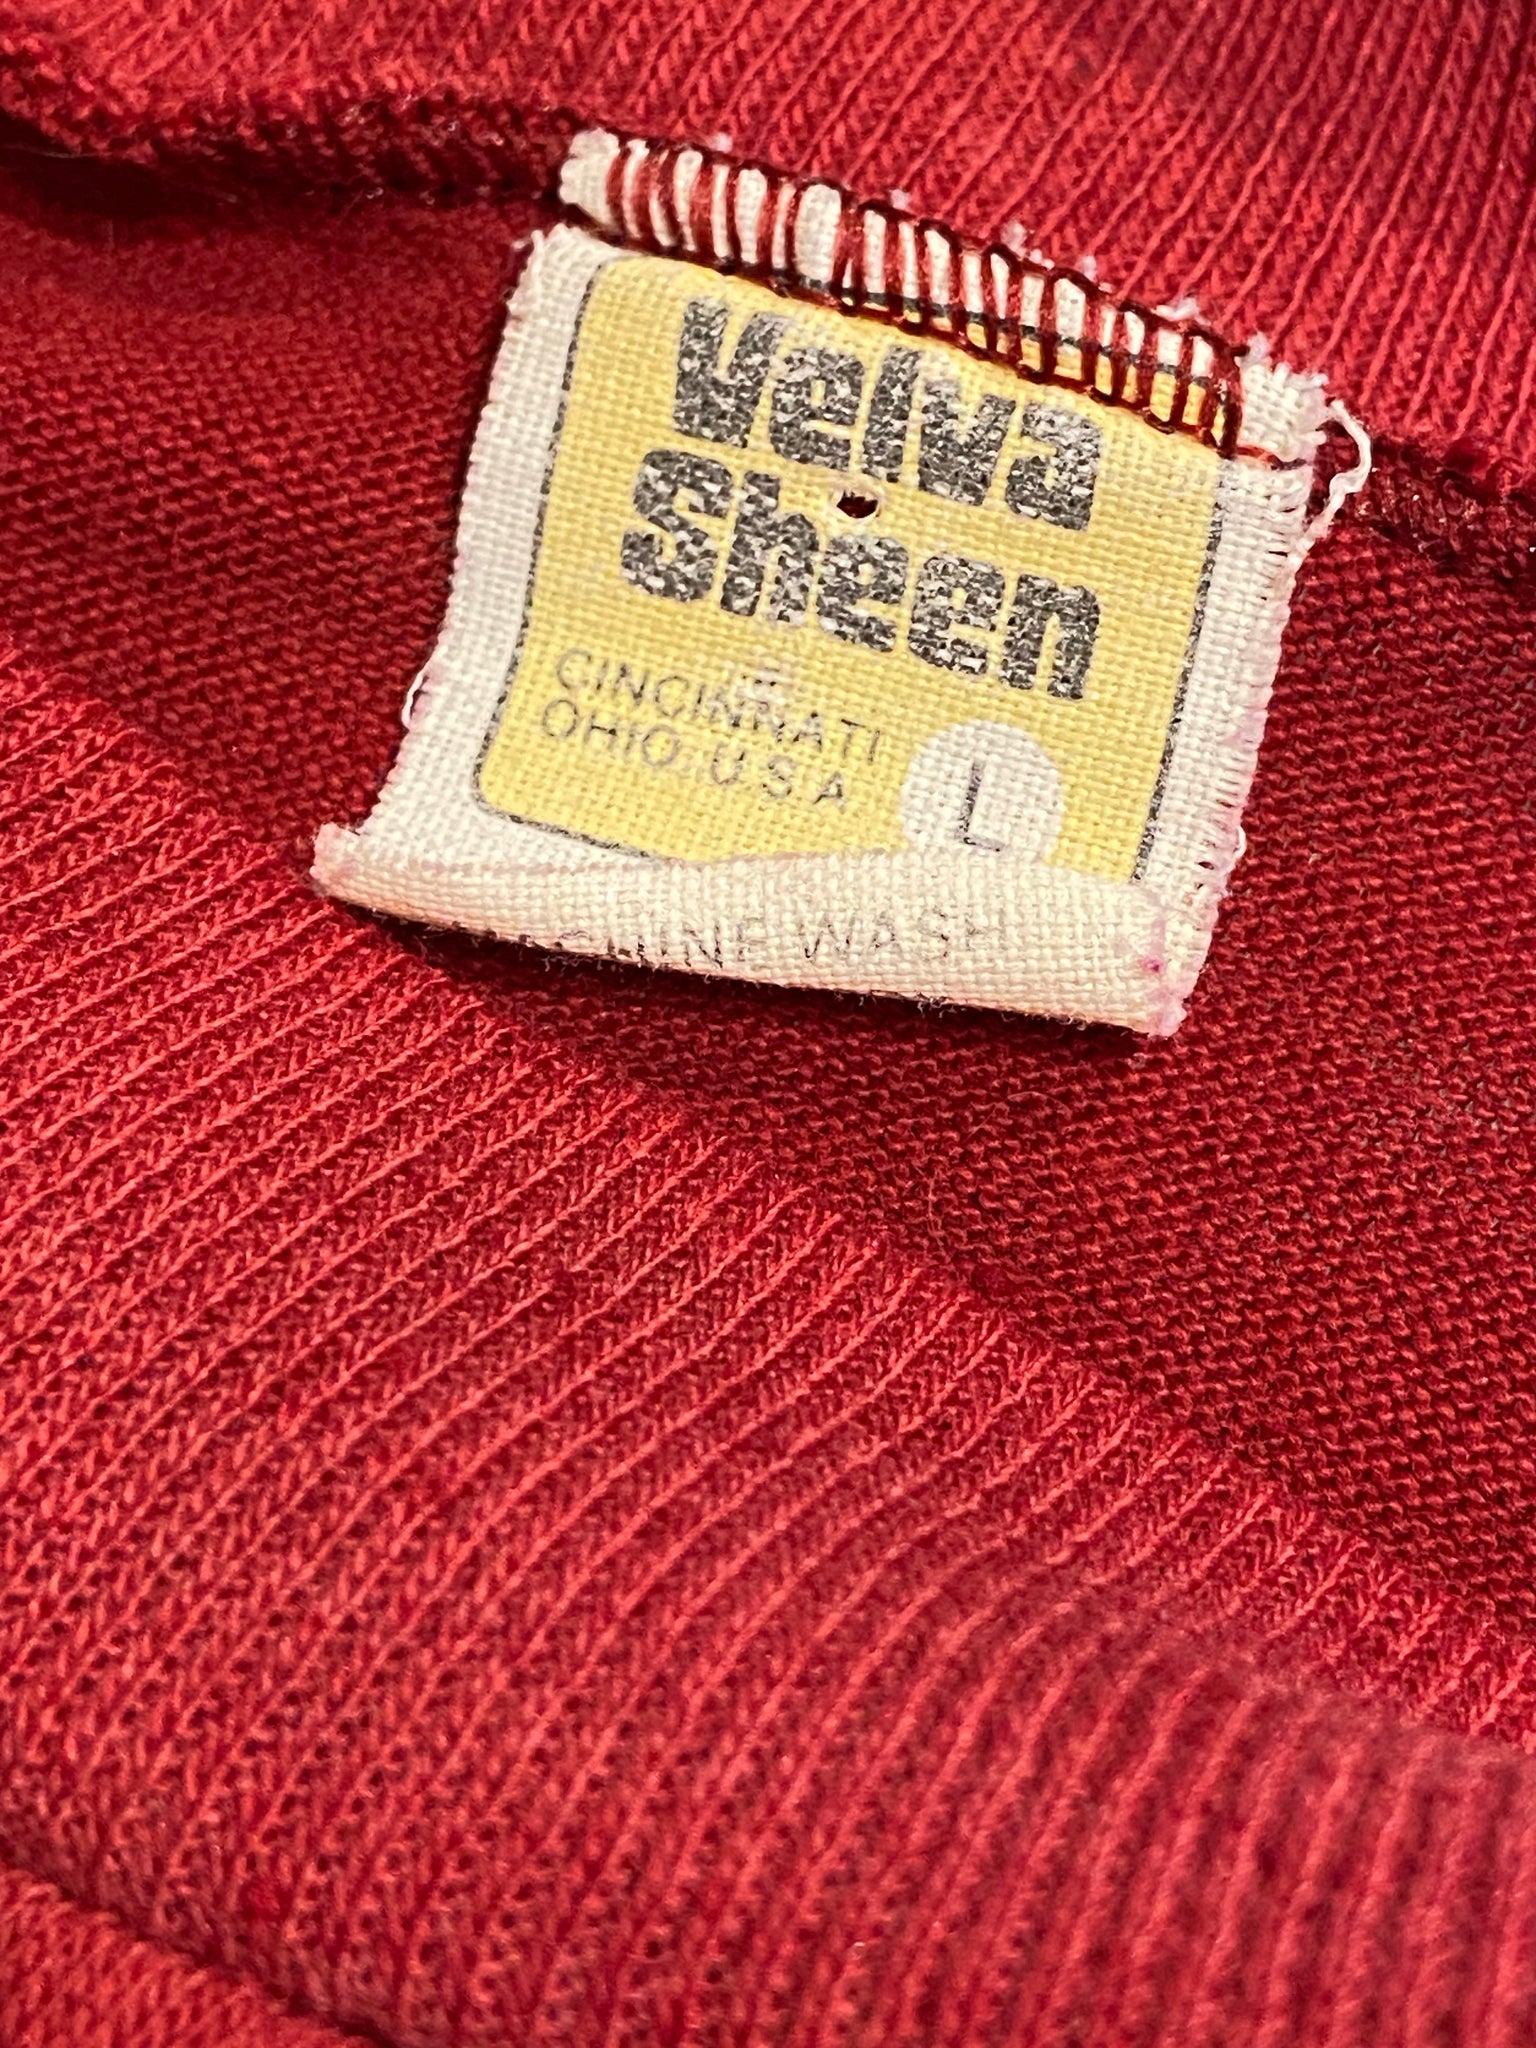 Velva
Sheen
CINCINNATI
OHIO. U.S.A
L
WASH